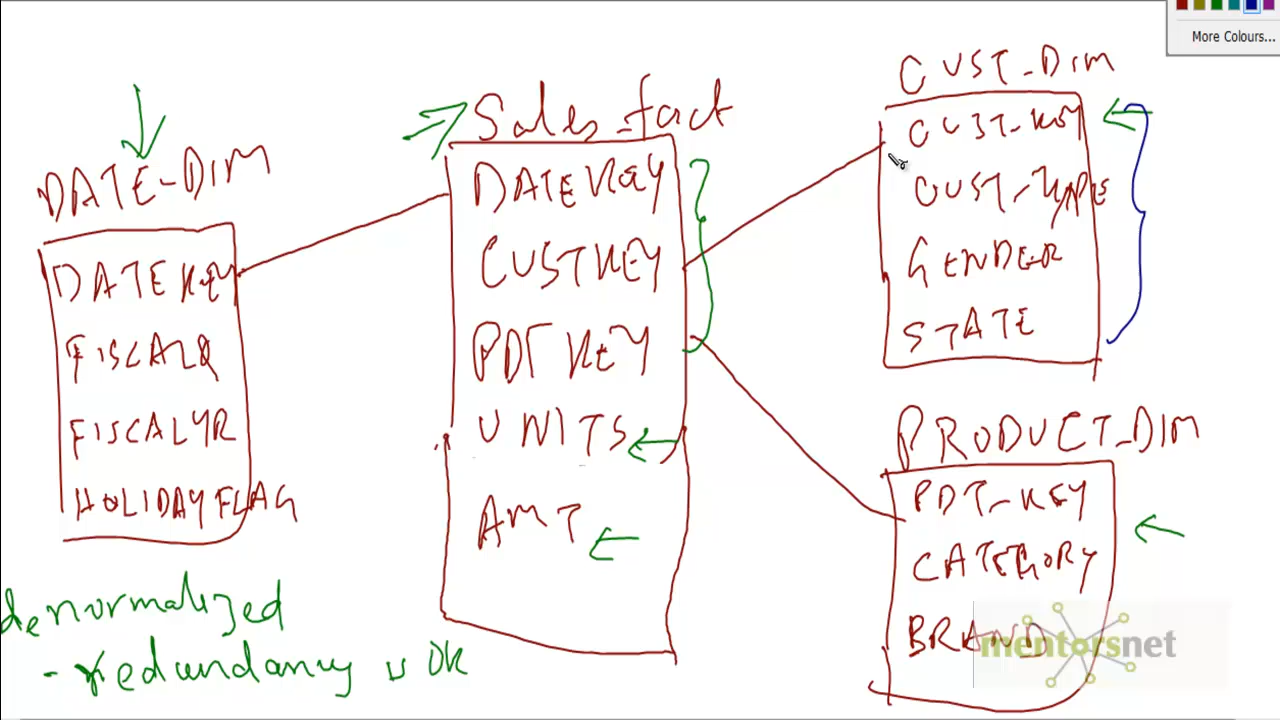 More Colours...
DATE-DIM
DATEKEY
FISCALQ
FISCALYR
HOLIDAYFLAG
denormalized
- redundancy is OK
Sales_fact
DATEKEY
CUSTKEY
PDTKEY
UNITS
AMT
CUST_DIM
CUST-KEY
CUST-TYPE
GENDER
STATE
PRODUCT_DIM
PDT-KEY
CATEGORY
BRAND
mentorsnet